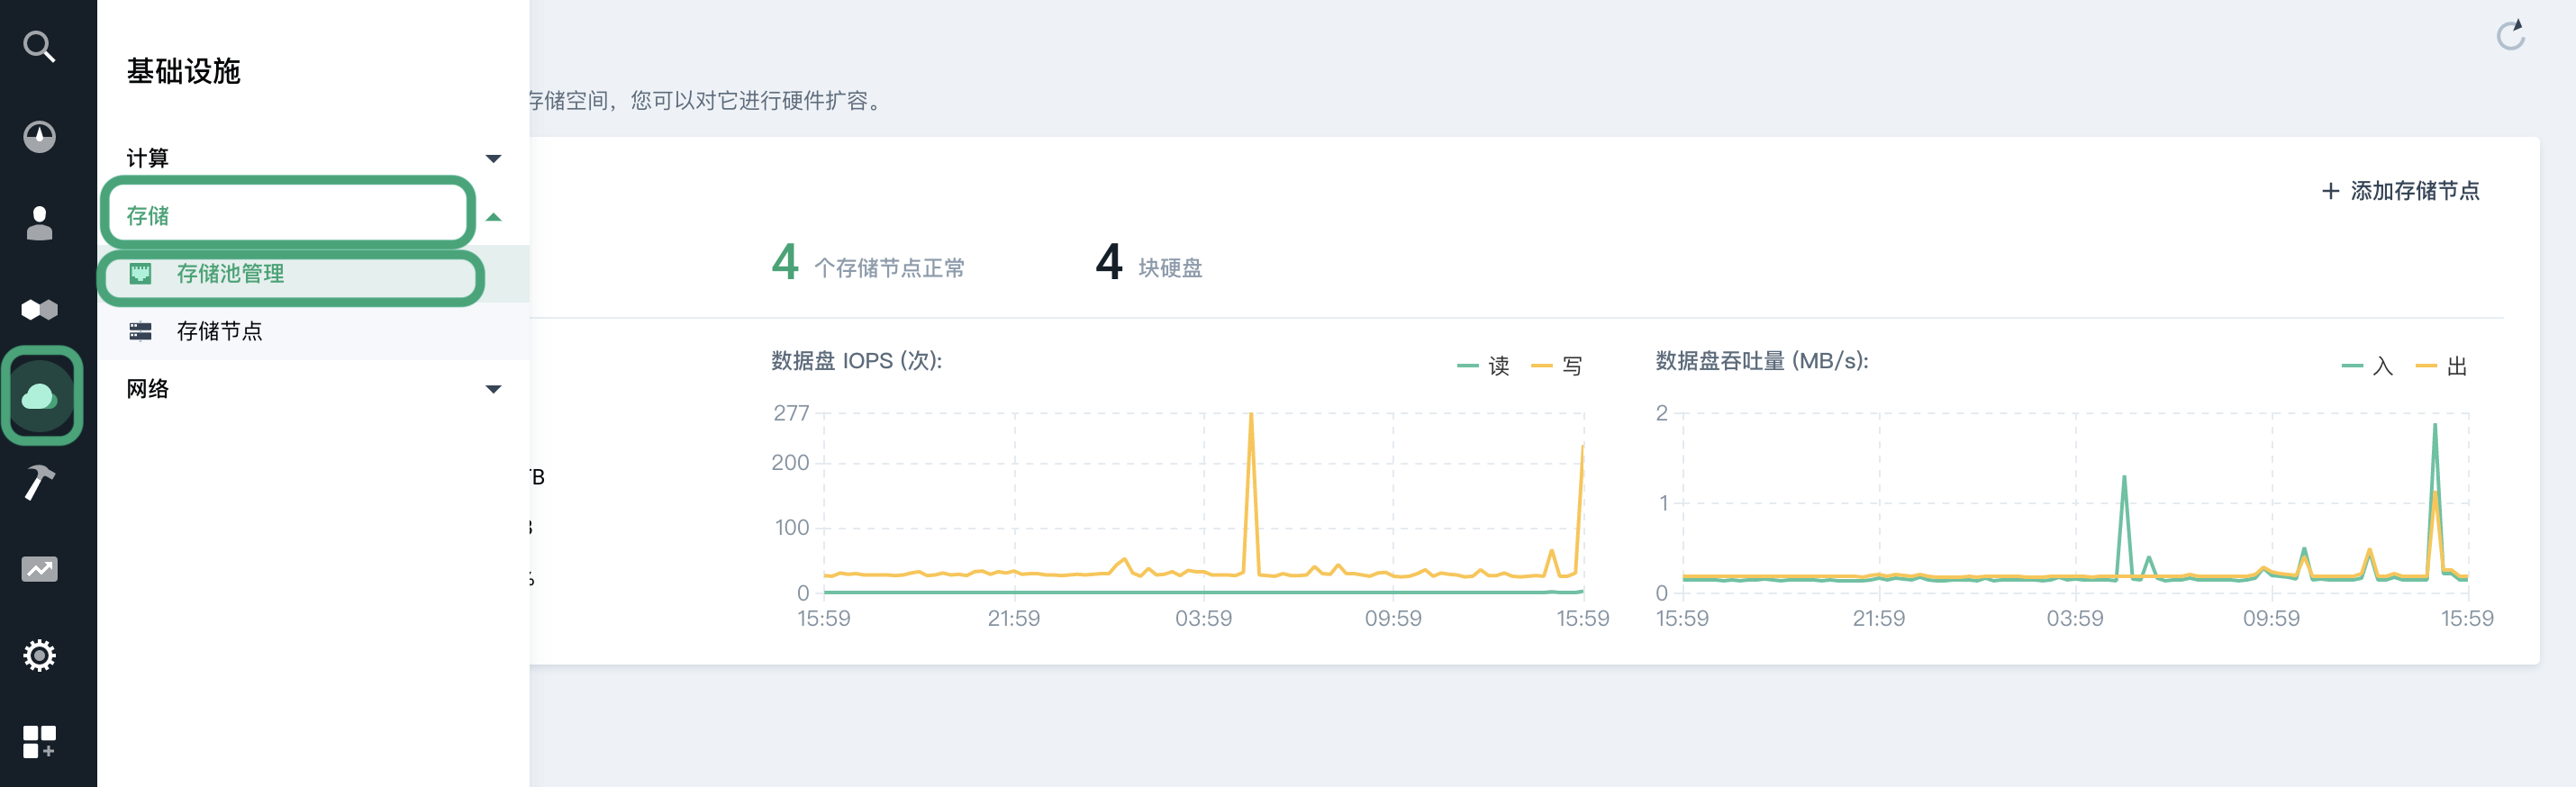 基础设施
计算
存储
存储池管理
存储节点
网络
存储空间，您可以对它进行硬件扩容。
+ 添加存储节点
4 个存储节点正常
4 块硬盘
B
数据盘 IOPS (次):
读 写
277
200
100
0
15:59 21:59 03:59 09:59 15:59
数据盘吞吐量 (MB/s):
入 出
2
1
0
15:59 21:59 03:59 09:59 15:59